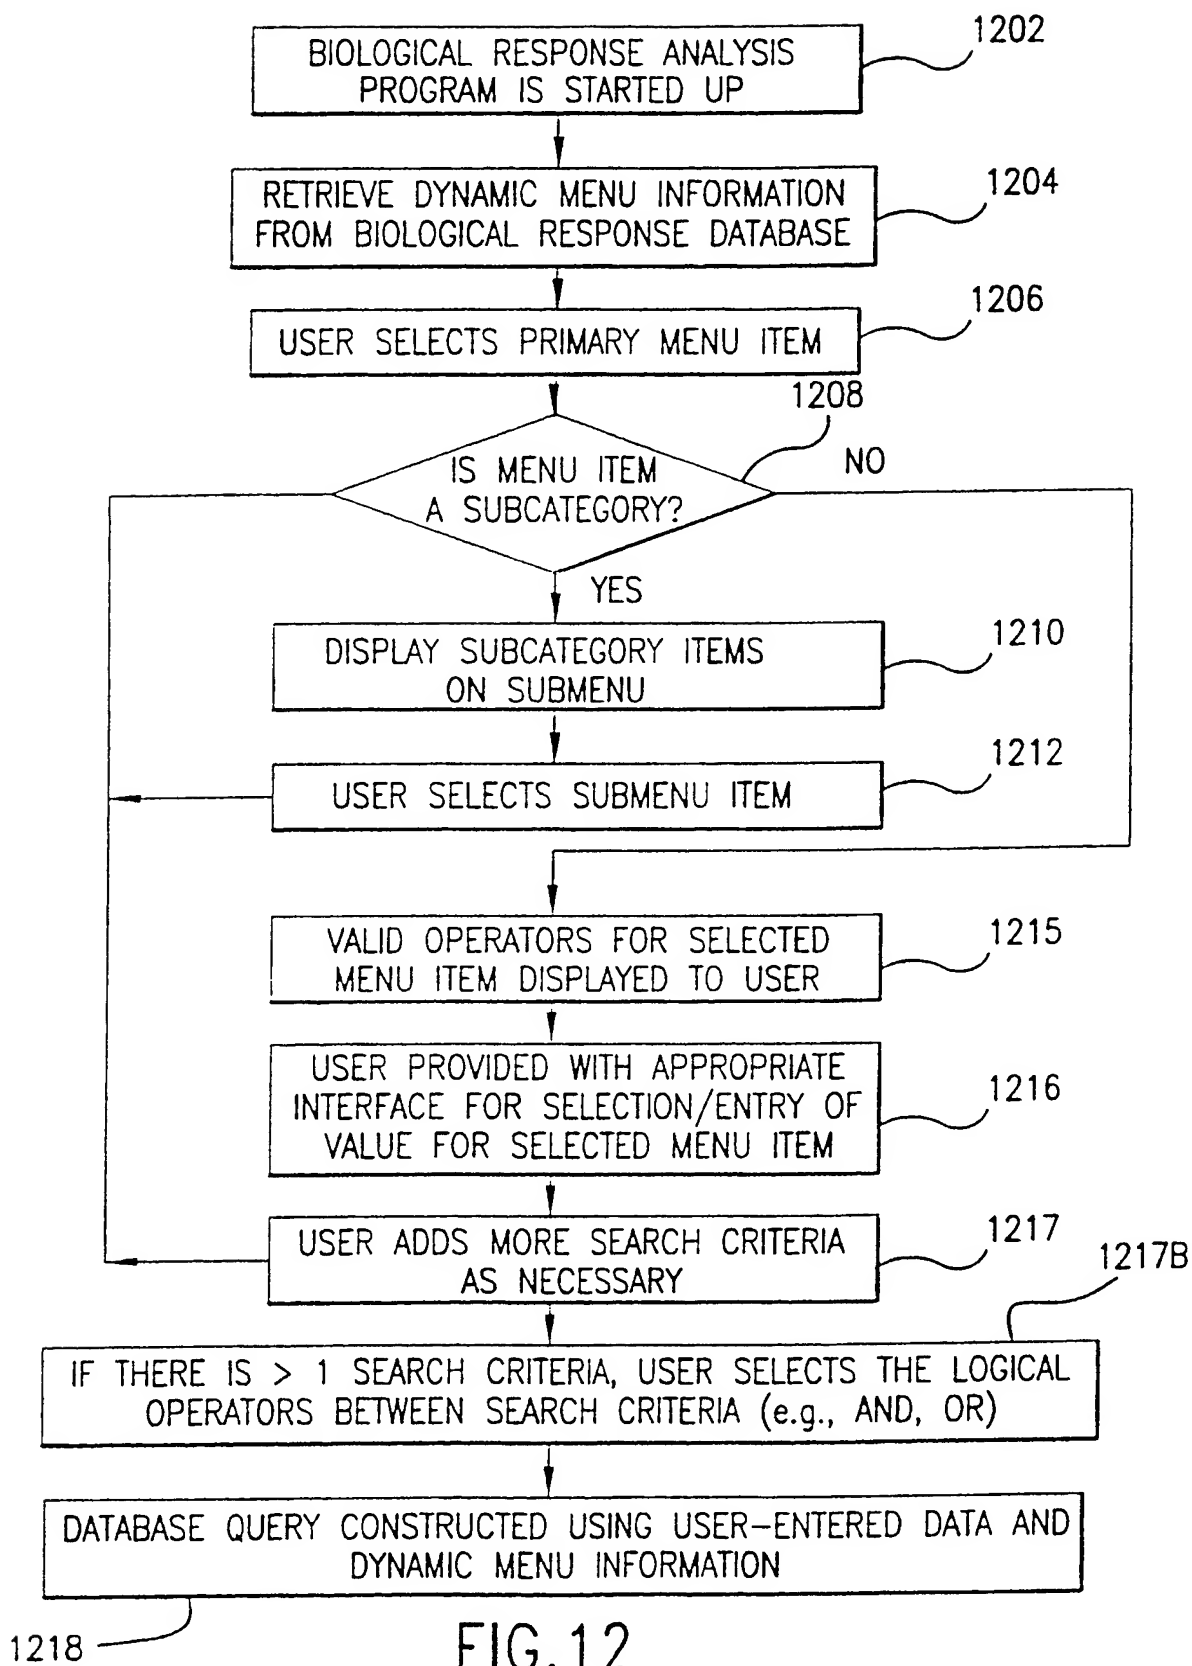 BIOLOGICAL RESPONSE ANALYSIS
PROGRAM IS STARTED UP
1202
RETRIEVE DYNAMIC MENU INFORMATION
FROM BIOLOGICAL RESPONSE DATABASE
1204
USER SELECTS PRIMARY MENU ITEM
1206
1208
IS MENU ITEM
A SUBCATEGORY?
NO
YES
DISPLAY SUBCATEGORY ITEMS
ON SUBMENU
1210
USER SELECTS SUBMENU ITEM
1212
VALID OPERATORS FOR SELECTED
MENU ITEM DISPLAYED TO USER
1215
USER PROVIDED WITH APPROPRIATE
INTERFACE FOR SELECTION/ENTRY OF
VALUE FOR SELECTED MENU ITEM
1216
USER ADDS MORE SEARCH CRITERIA
AS NECESSARY
1217
1217B
IF THERE IS > 1 SEARCH CRITERIA, USER SELECTS THE LOGICAL
OPERATORS BETWEEN SEARCH CRITERIA (e.g., AND, OR)
DATABASE QUERY CONSTRUCTED USING USER-ENTERED DATA AND
DYNAMIC MENU INFORMATION
1218
FIG.12